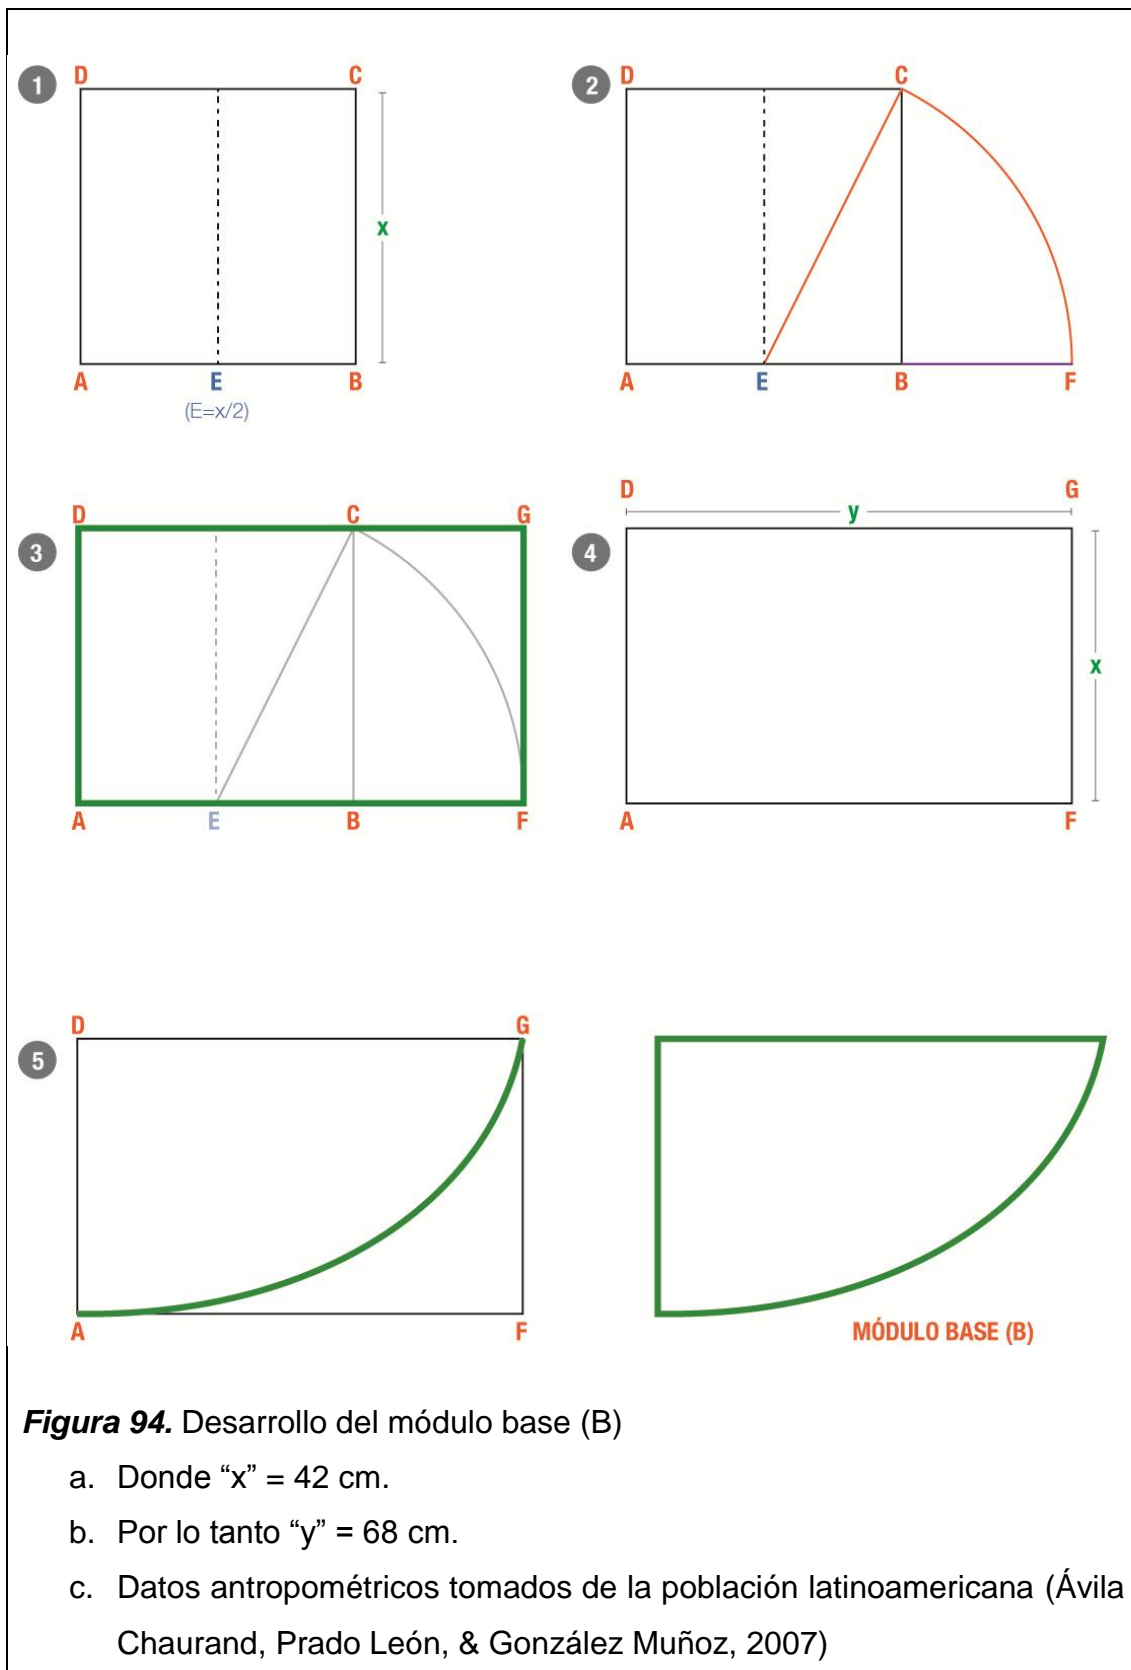 1
D C
x
A E B
(E=x/2)
2
D C
A E B F
3
D C G
A E B F
4
D G
y
x
A F
5
D G
A F
MÓDULO BASE (B)
Figura 94. Desarrollo del módulo base (B)
a. Donde “x” = 42 cm.
b. Por lo tanto “y” = 68 cm.
c. Datos antropométricos tomados de la población latinoamericana (Ávila
Chaurand, Prado León, & González Muñoz, 2007)